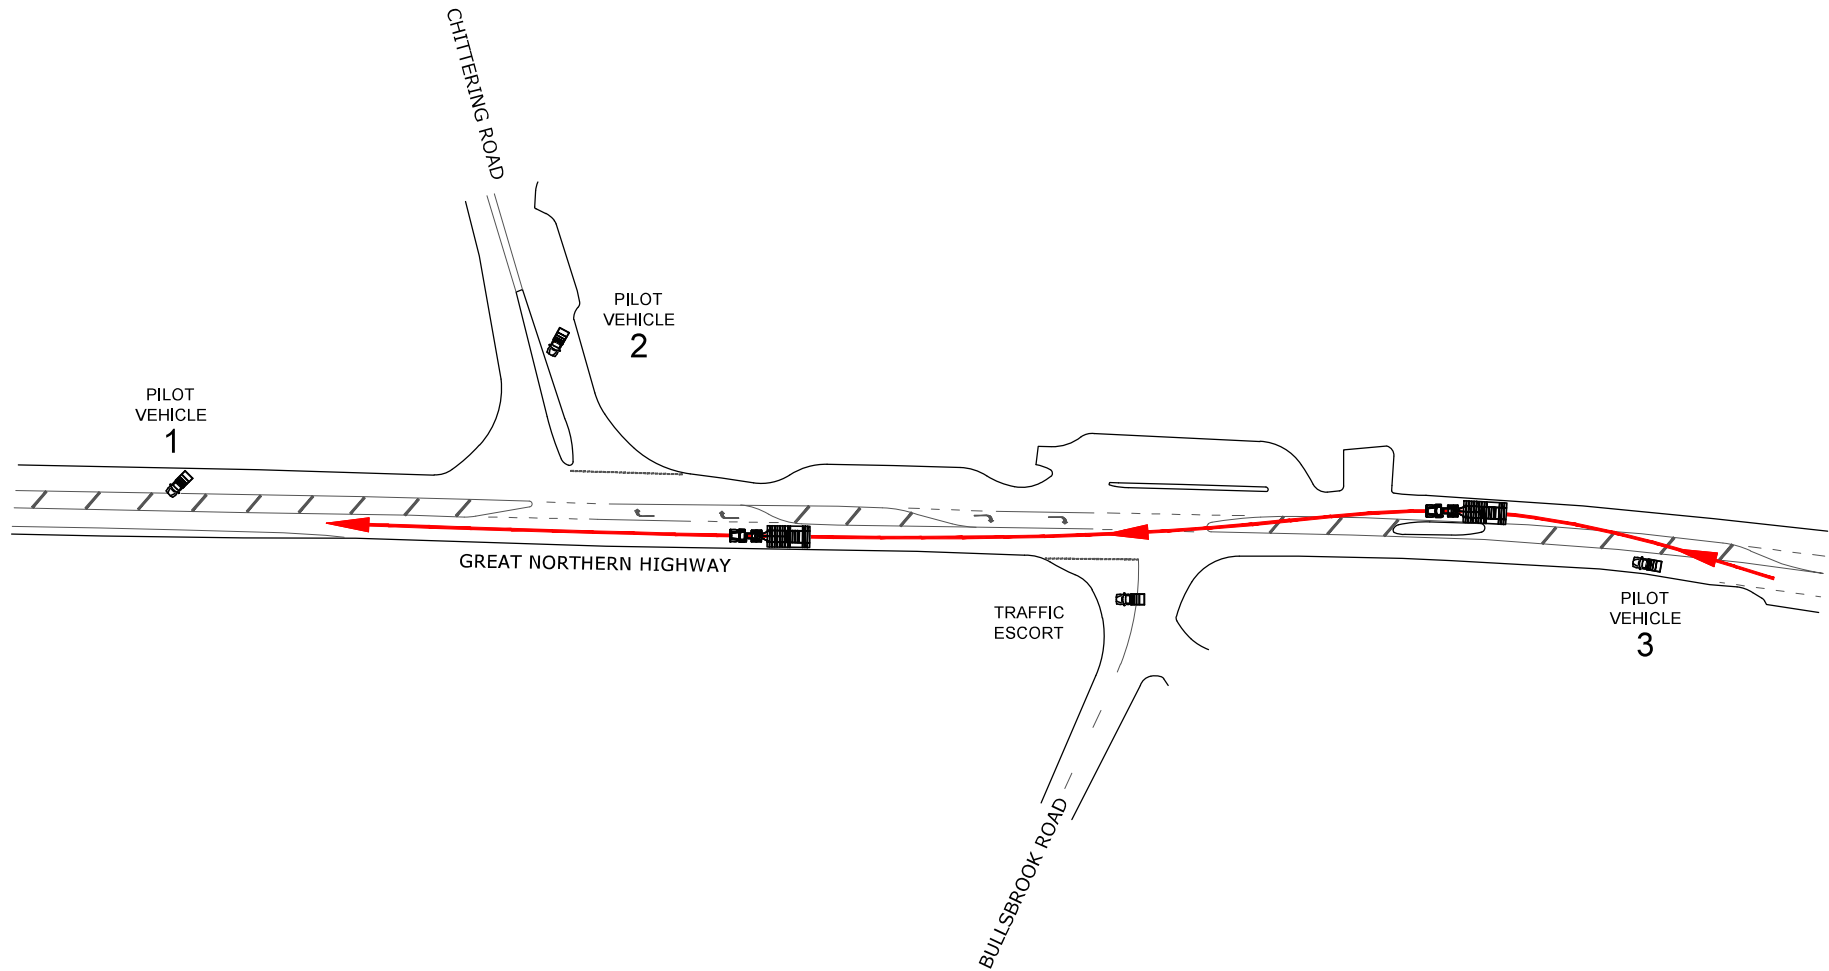 CHITTERING ROAD
PILOT
VEHICLE
2
PILOT
VEHICLE
1
GREAT NORTHERN HIGHWAY
TRAFFIC
ESCORT
PILOT
VEHICLE
3
BULLSBROOK ROAD